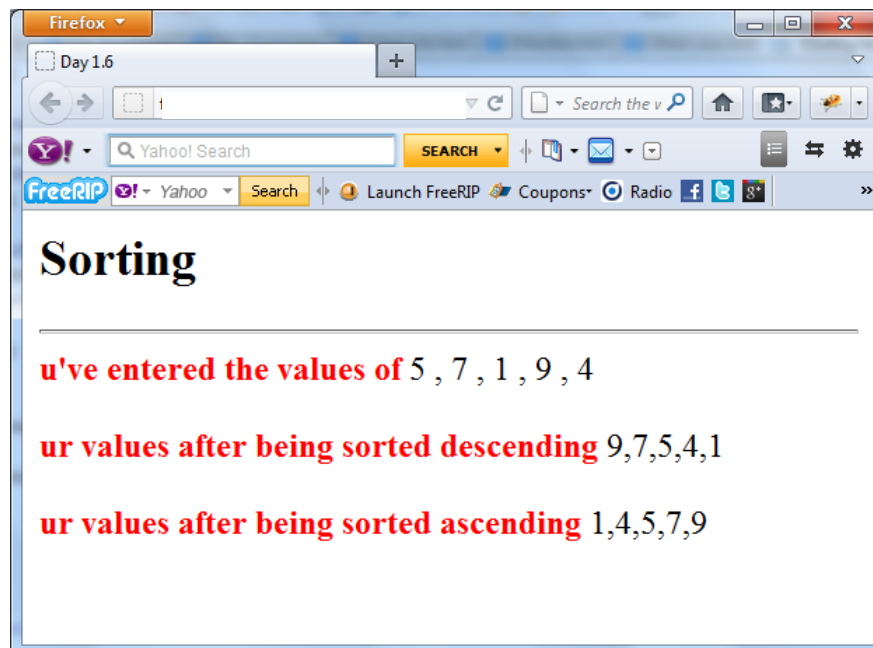 Firefox
Day 1.6
Search the v
Y! Yahoo! Search SEARCH
FreeRIP Y! Yahoo Search Launch FreeRIP Coupons Radio f g+ »
Sorting
u've entered the values of 5 , 7 , 1 , 9 , 4
ur values after being sorted descending 9,7,5,4,1
ur values after being sorted ascending 1,4,5,7,9